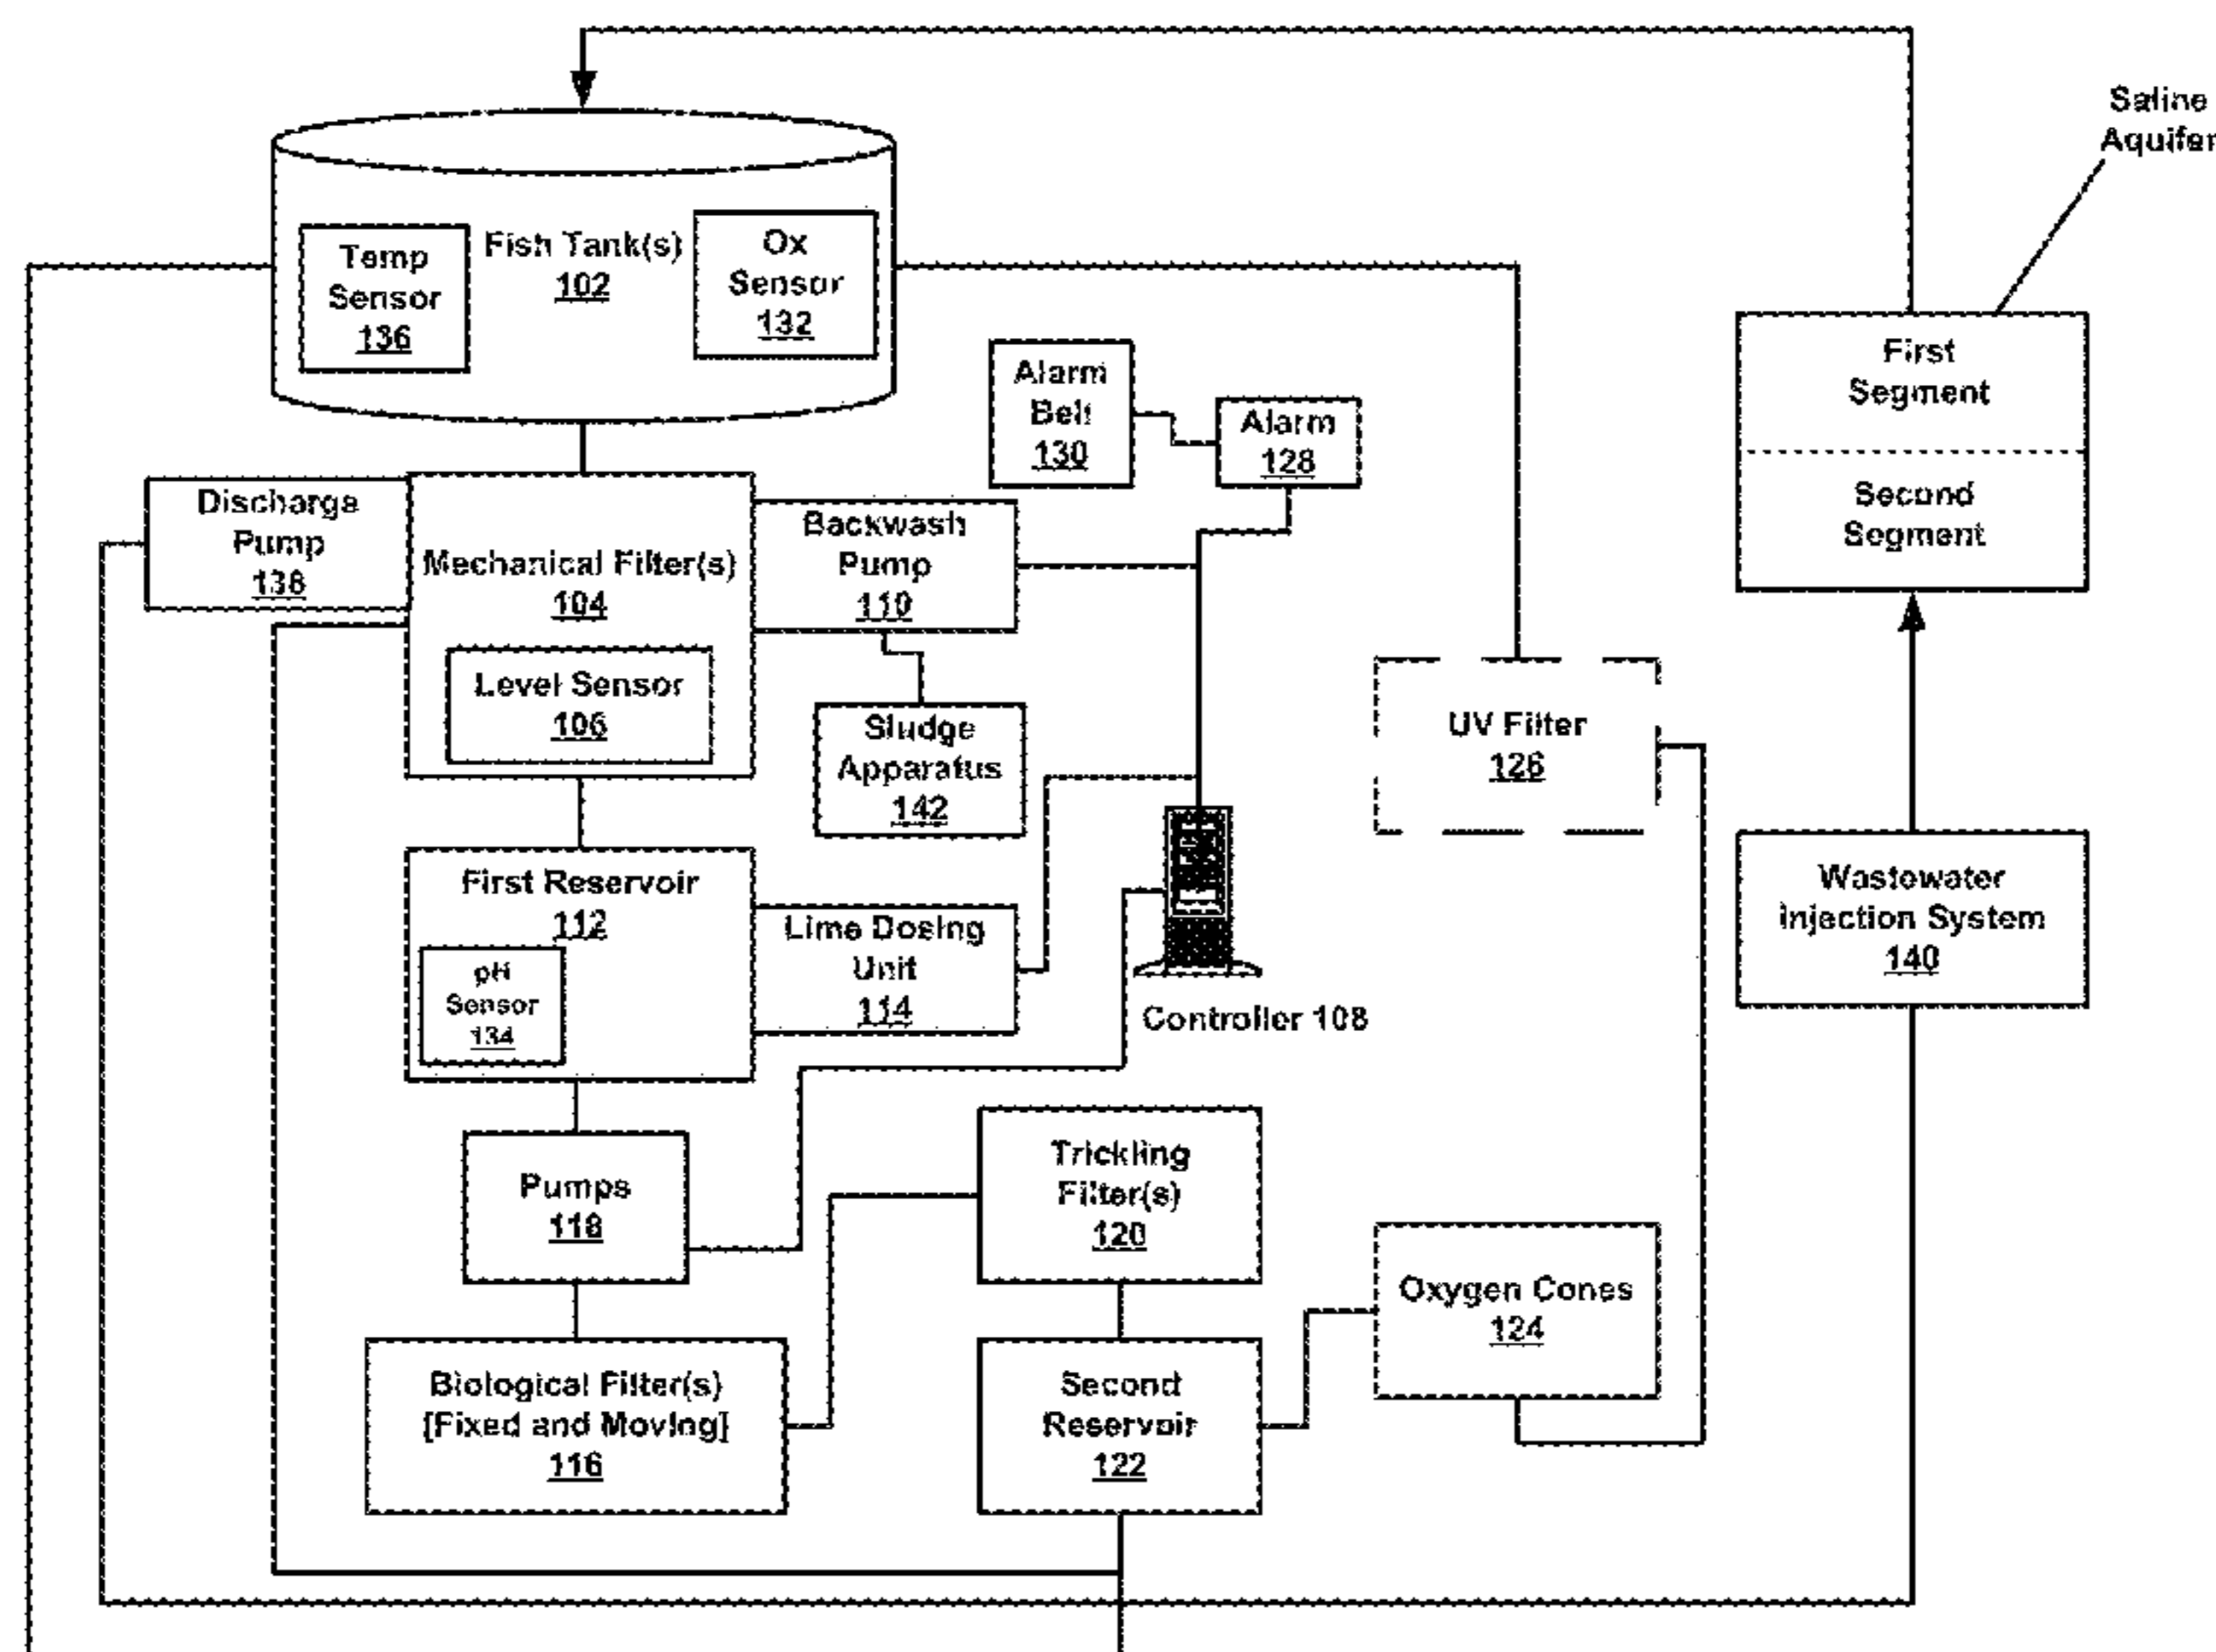 Saline
Aquifer
Fish Tank(s)
102
Temp
Sensor
136
Ox
Sensor
132
First
Segment
Second
Segment
Alarm
Belt
130
Alarm
128
Discharge
Pump
138
Mechanical Filter(s)
104
Level Sensor
106
Backwash
Pump
110
Sludge
Apparatus
142
UV Filter
126
First Reservoir
112
pH
Sensor
134
Lime Dosing
Unit
114
Controller 108
Wastewater
Injection System
140
Pumps
118
Trickling
Filter(s)
120
Oxygen Cones
124
Biological Filter(s)
[Fixed and Moving]
116
Second
Reservoir
122